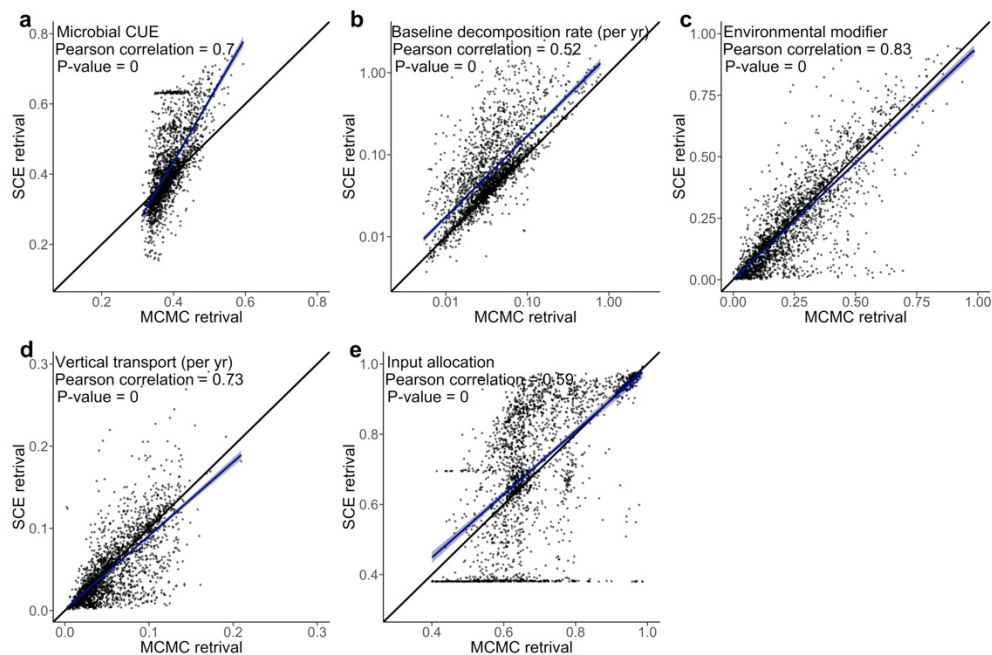 a
Microbial CUE
Pearson correlation = 0.7
P-value = 0
0.8
0.6
0.4
0.2
SCE retrival
0.2 0.4 0.6 0.8
MCMC retrival
b
Baseline decomposition rate (per yr)
Pearson correlation = 0.52
P-value = 0
1.00
0.10
0.01
SCE retrival
0.01 0.10 1.00
MCMC retrival
c
Environmental modifier
Pearson correlation = 0.83
P-value = 0
1.00
0.75
0.50
0.25
0.00
SCE retrival
0.00 0.25 0.50 0.75 1.00
MCMC retrival
d
Vertical transport (per yr)
Pearson correlation = 0.73
P-value = 0
0.3
0.2
0.1
0.0
SCE retrival
0.0 0.1 0.2 0.3
MCMC retrival
e
Input allocation
Pearson correlation = 0.59
P-value = 0
1.0
0.8
0.6
0.4
SCE retrival
0.4 0.6 0.8 1.0
MCMC retrival